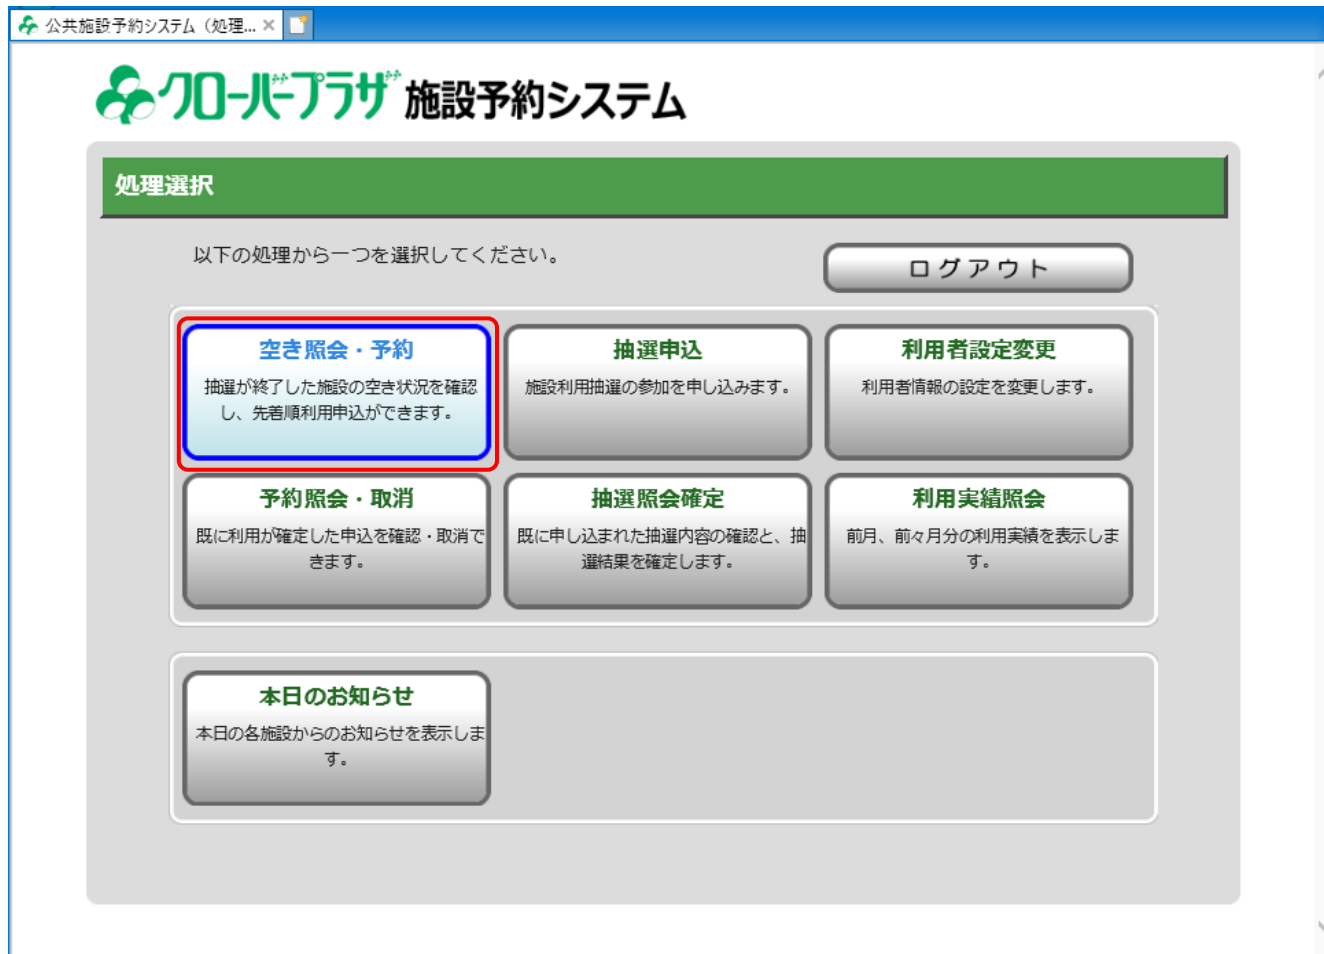 公共施設予約システム（処理...
クローバープラザ 施設予約システム
処理選択
以下の処理から一つを選択してください。
ログアウト
空き照会・予約
抽選が終了した施設の空き状況を確認
し、先着順利用申込ができます。
抽選申込
施設利用抽選の参加を申し込みます。
利用者設定変更
利用者情報の設定を変更します。
予約照会・取消
既に利用が確定した申込を確認・取消で
きます。
抽選照会確定
既に申し込まれた抽選内容の確認と、抽
選結果を確定します。
利用実績照会
前月、前々月分の利用実績を表示しま
す。
本日のお知らせ
本日の各施設からのお知らせを表示しま
す。